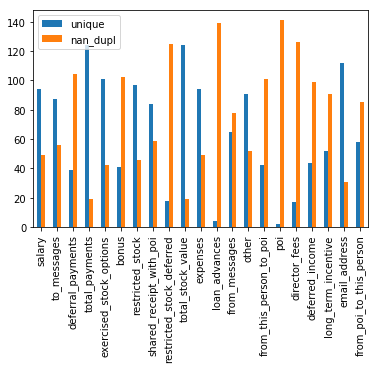 unique
nan_dupl
140
120
100
80
60
40
20
0
salary
to_messages
deferral_payments
total_payments
exercised_stock_options
bonus
restricted_stock
shared_receipt_with_poi
restricted_stock_deferred
total_stock_value
expenses
loan_advances
from_messages
other
from_this_person_to_poi
poi
director_fees
deferred_income
long_term_incentive
email_address
from_poi_to_this_person